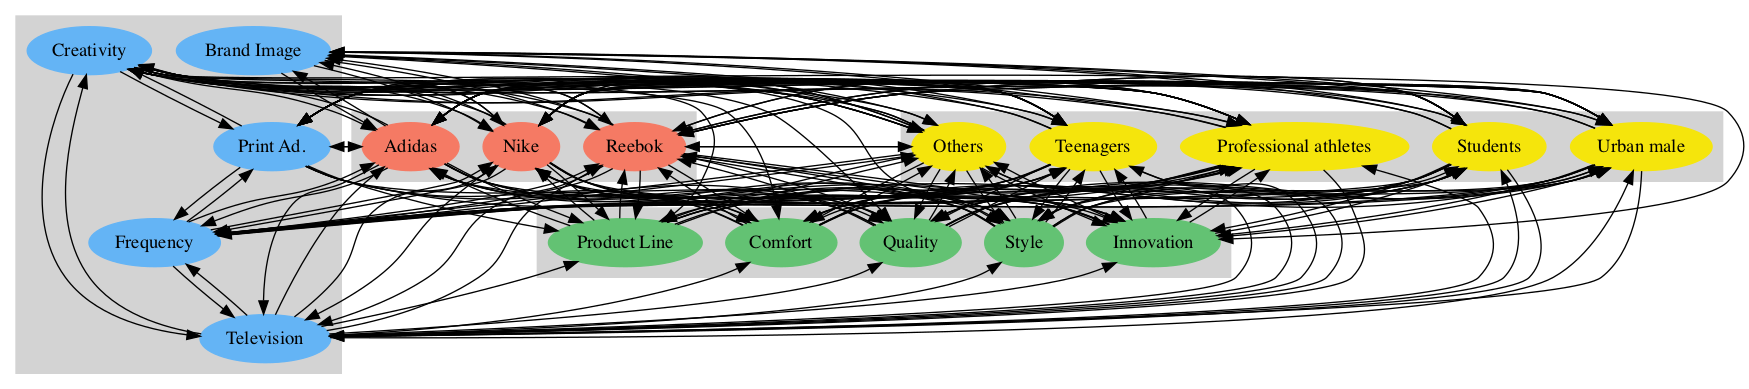 Creativity
Brand Image
Print Ad.
Adidas
Nike
Reebok
Others
Teenagers
Professional athletes
Students
Urban male
Frequency
Product Line
Comfort
Quality
Style
Innovation
Television